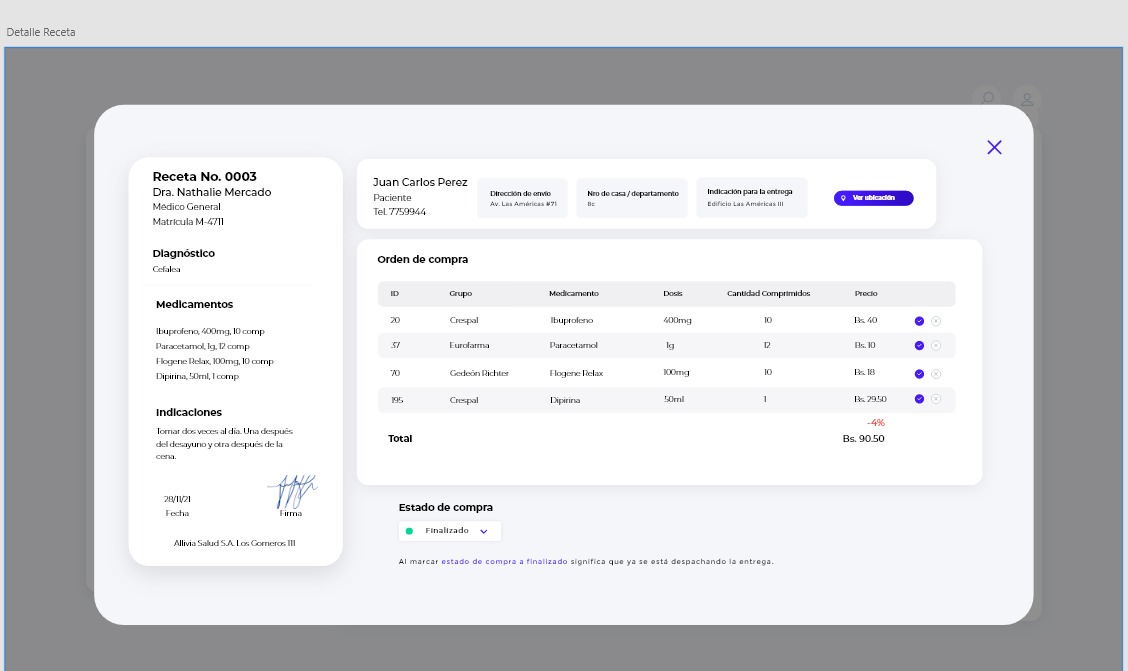 Detalle Receta
Receta No. 0003
Dra. Nathalie Mercado
Médico General
Matrícula M-4711
Diagnóstico
Cefalea
Medicamentos
Ibuprofeno, 400mg, 10 comp
Paracetamol, 1g, 12 comp
Flogene Relax, 100mg, 10 comp
Dipirina, 50ml, 1 comp
Indicaciones
Tomar dos veces al día. Una después
del desayuno y otra después de la
cena.
28/11/21
Fecha Firma
Allivia Salud S.A. Los Gomeros 111
Juan Carlos Perez
Paciente
Tel. 7759944
Dirección de envío
Av. Las Américas #71
Nro de casa / departamento
8c
Indicación para la entrega
Edificio Las Américas III
Ver ubicación
Orden de compra
ID Grupo Medicamento Dosis Cantidad Comprimidos Precio
20 Crespal Ibuprofeno 400mg 10 Bs. 40
37 Eurofarma Paracetamol 1g 12 Bs. 10
70 Gedeón Richter Flogene Relax 100mg 10 Bs. 18
195 Crespal Dipirina 50ml 1 Bs. 29.50
-4%
Total Bs. 90.50
Estado de compra
Finalizado
Al marcar estado de compra a finalizado significa que ya se está despachando la entrega.